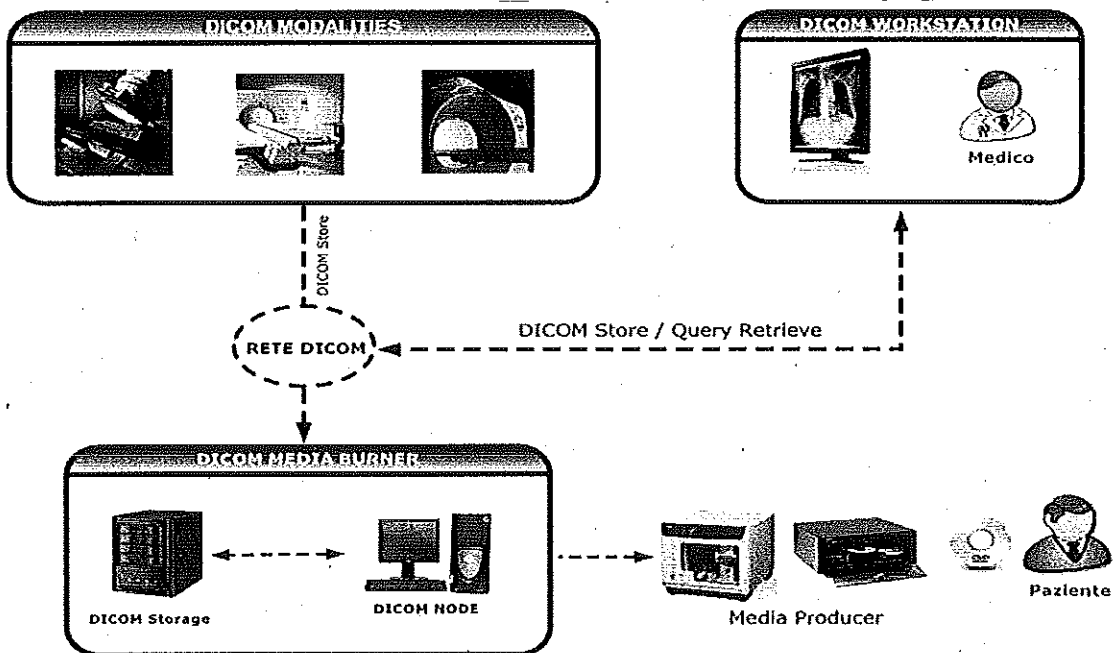 DICOM MODALITIES
DICOM WORKSTATION
Medico
DICOM Store
DICOM Store / Query Retrieve
RETE DICOM
DICOM MEDIA BURNER
DICOM Storage
DICOM NODE
Media Producer
Paziente